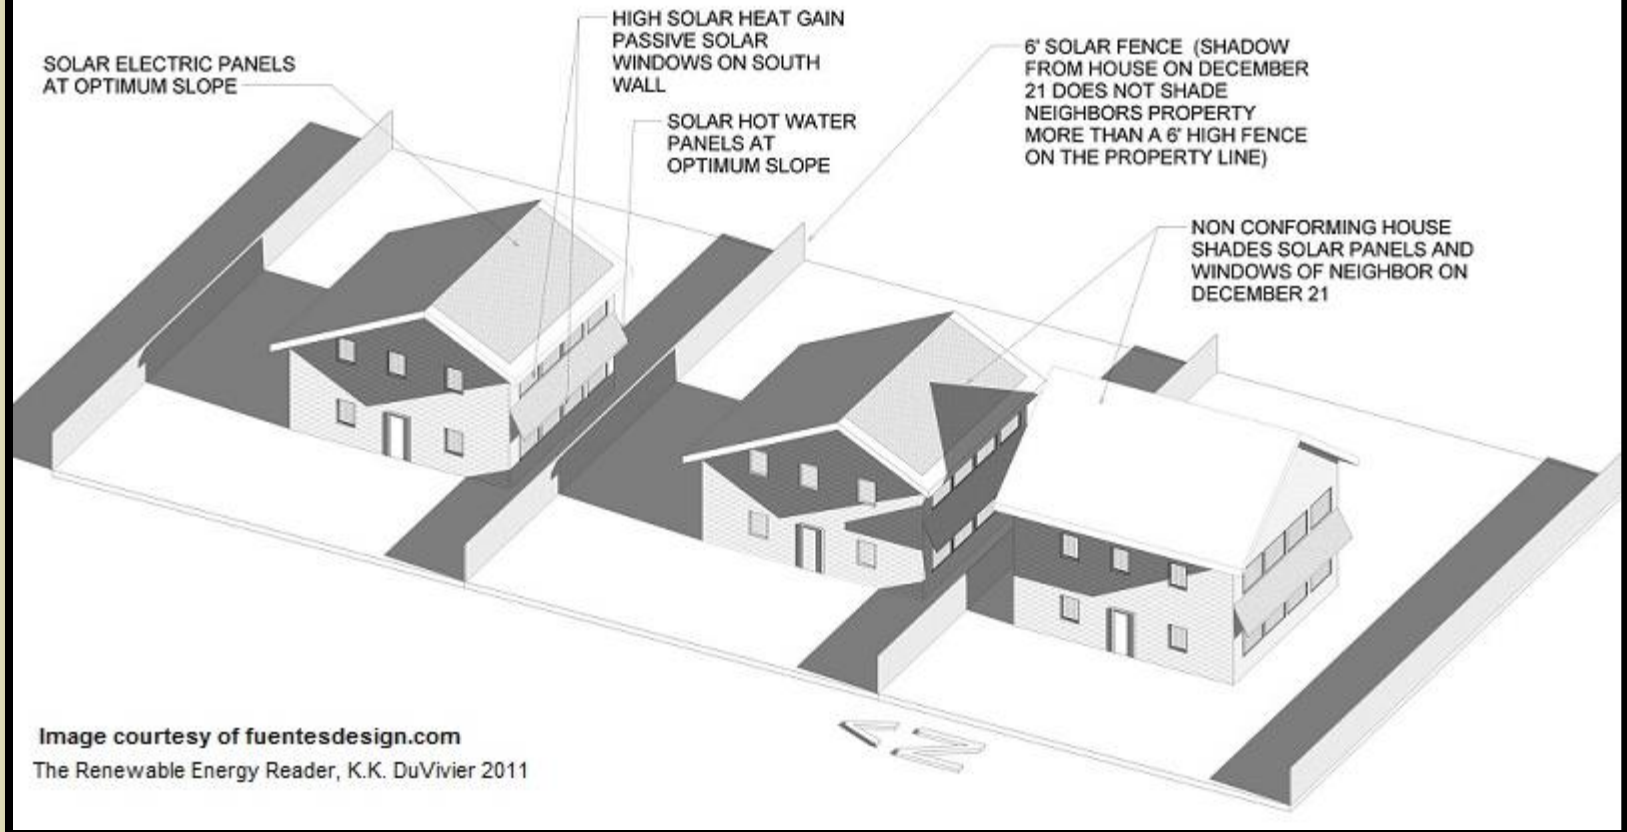 SOLAR ELECTRIC PANELS
AT OPTIMUM SLOPE
HIGH SOLAR HEAT GAIN
PASSIVE SOLAR
WINDOWS ON SOUTH
WALL
SOLAR HOT WATER
PANELS AT
OPTIMUM SLOPE
6' SOLAR FENCE (SHADOW
FROM HOUSE ON DECEMBER
21 DOES NOT SHADE
NEIGHBORS PROPERTY
MORE THAN A 6' HIGH FENCE
ON THE PROPERTY LINE)
NON CONFORMING HOUSE
SHADES SOLAR PANELS AND
WINDOWS OF NEIGHBOR ON
DECEMBER 21
N
Image courtesy of fuentesdesign.com
The Renewable Energy Reader, K.K. DuVivier 2011